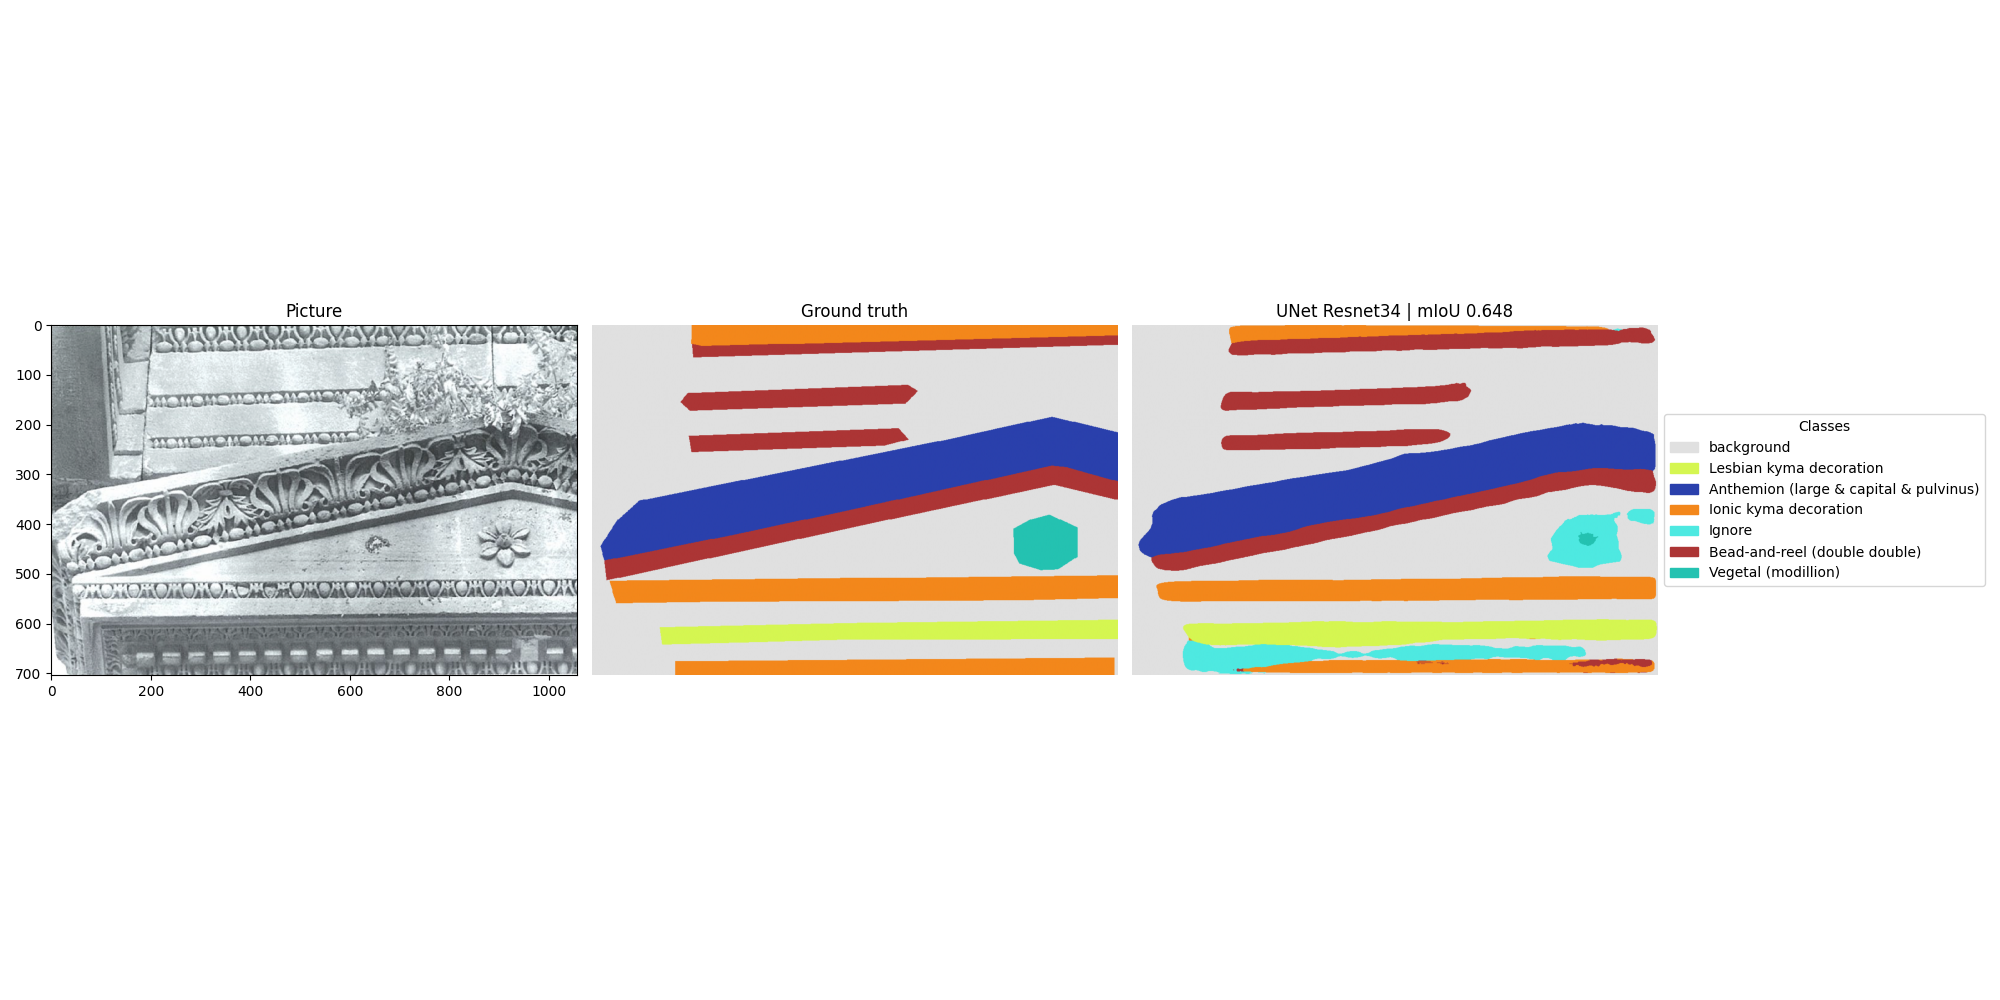 Picture
Ground truth
UNet Resnet34 | mIoU 0.648
0
100
200
300
400
500
600
700
0 200 400 600 800 1000
Classes
background
Lesbian kyma decoration
Anthemion (large & capital & pulvinus)
Ionic kyma decoration
Ignore
Bead-and-reel (double double)
Vegetal (modillion)